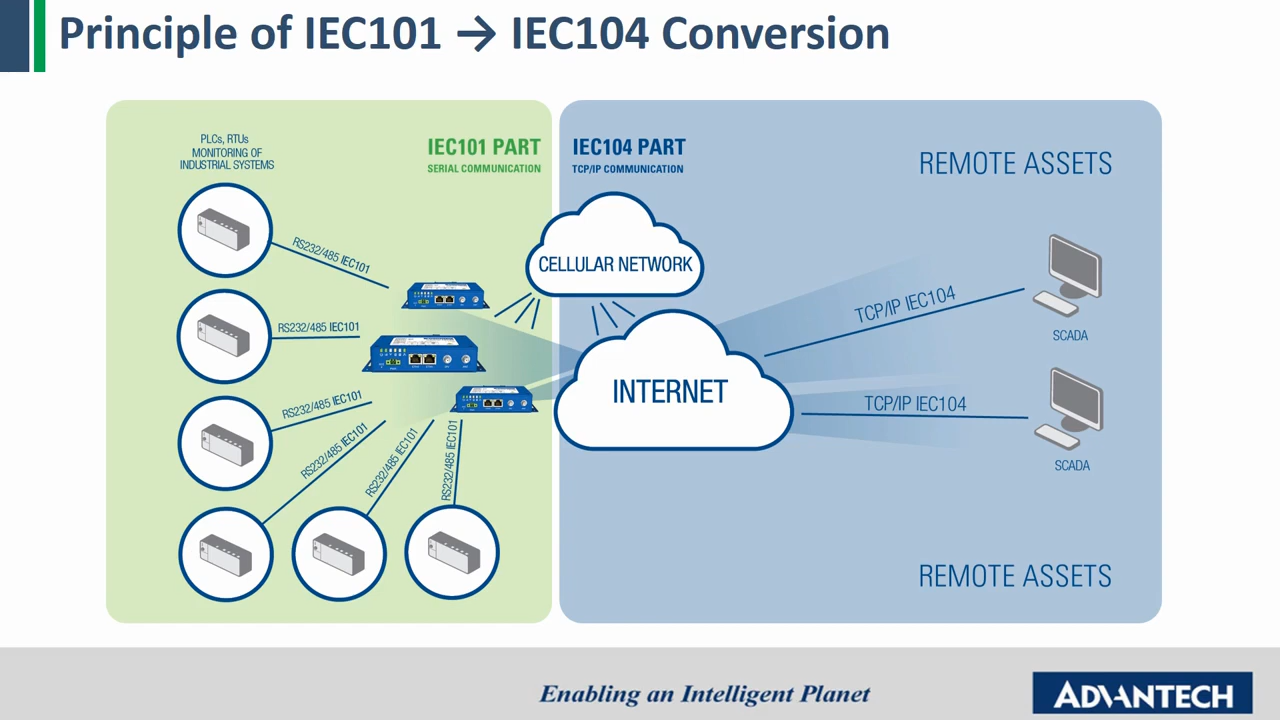 Principle of IEC101 → IEC104 Conversion
PLCs, RTUs
MONITORING OF
INDUSTRIAL SYSTEMS
IEC101 PART
SERIAL COMMUNICATION
IEC104 PART
TCP/IP COMMUNICATION
REMOTE ASSETS
RS232/485 IEC101
CELLULAR NETWORK
RS232/485 IEC101
INTERNET
TCP/IP IEC104
SCADA
RS232/485 IEC101
TCP/IP IEC104
SCADA
RS232/485 IEC101
RS232/485 IEC101
RS232/485 IEC101
REMOTE ASSETS
Enabling an Intelligent Planet
ADVANTECH